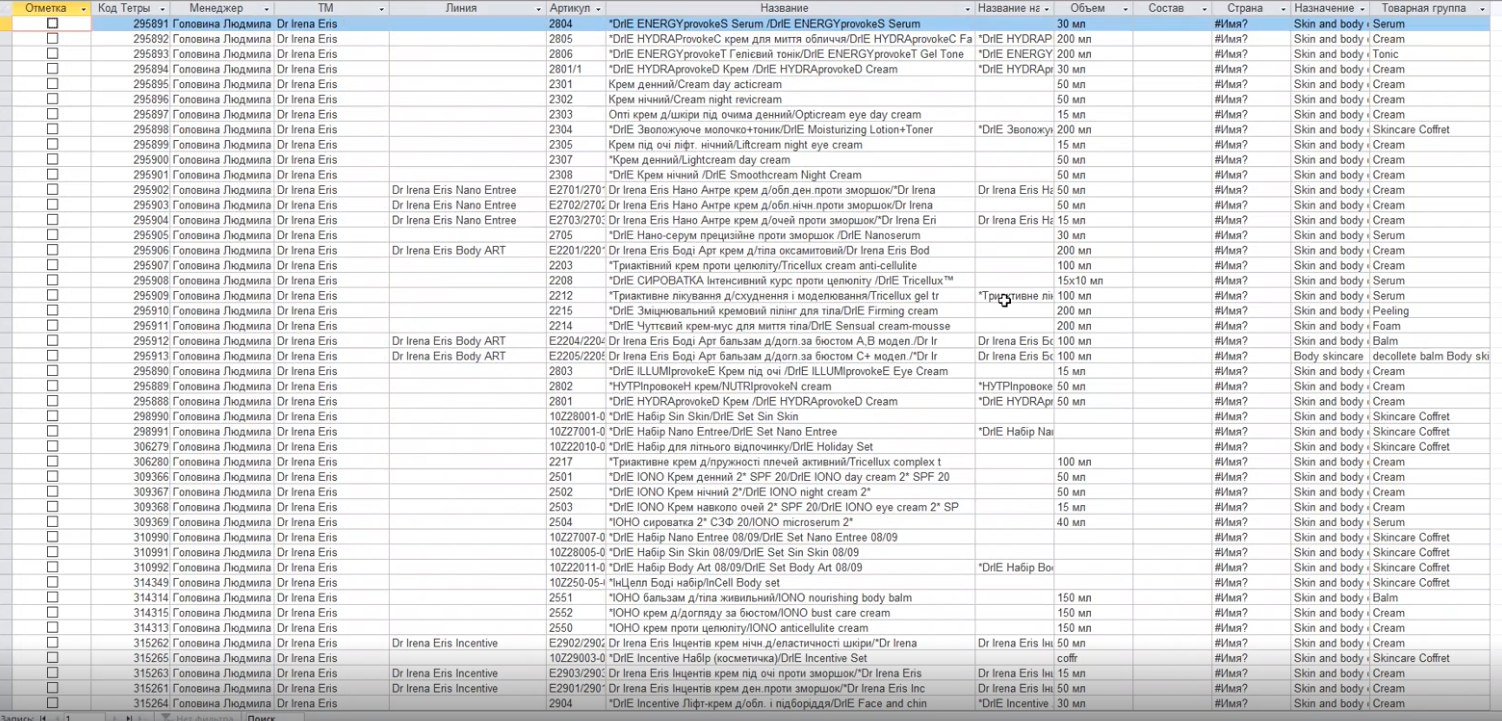 Отметка Код Тетры Менеджер ТМ Линия Артикул Название Название на Объем Состав Страна Назначение Товарная группа
295891 Головина Людмила Dr Irena Eris 2804 *DrIE ENERGYprovokeS Serum /DrIE ENERGYprovokeS Serum 30 мл #Имя? Skin and body Serum
295892 Головина Людмила Dr Irena Eris 2805 *DrIE HYDRAProvokeC крем для миття обличчя/DrIE HYDRAprovokeC Fa *DrIE HYDRAP 200 мл #Имя? Skin and body Cream
295893 Головина Людмила Dr Irena Eris 2806 *DrIE ENERGYprovokeT Гелієвий тонік/DrIE ENERGYprovokeT Gel Tone *DrIE ENERGY 200 мл #Имя? Skin and body Tonic
295894 Головина Людмила Dr Irena Eris 2801/1 *DrIE HYDRAprovokeD Крем /DrIE HYDRAprovokeD Cream *DrIE HYDRApr 30 мл #Имя? Skin and body Cream
295895 Головина Людмила Dr Irena Eris 2301 Крем денний/Cream day acticream 50 мл #Имя? Skin and body Cream
295896 Головина Людмила Dr Irena Eris 2302 Крем нічний/Cream night revicream 50 мл #Имя? Skin and body Cream
295897 Головина Людмила Dr Irena Eris 2303 Опті крем д/шкіри під очима денний/Opticream eye day cream 15 мл #Имя? Skin and body Cream
295898 Головина Людмила Dr Irena Eris 2304 *DrIE Зволожуюче молочко+тоник/DrIE Moisturizing Lotion+Toner *DrIE Зволожую 200 мл #Имя? Skin and body Skincare Coffret
295899 Головина Людмила Dr Irena Eris 2305 Крем під очі ліфт. нічний/Liftcream night eye cream 15 мл #Имя? Skin and body Cream
295900 Головина Людмила Dr Irena Eris 2307 *Крем денний/Lightcream day cream 50 мл #Имя? Skin and body Cream
295901 Головина Людмила Dr Irena Eris 2308 *DrIE Крем нічний /DrIE Smoothcream Night Cream 50 мл #Имя? Skin and body Cream
295902 Головина Людмила Dr Irena Eris Dr Irena Eris Nano Entree E2701/270 Dr Irena Eris Нано Антре крем д/обл.ден.проти зморшок/*Dr Irena Dr Irena Eris На 50 мл #Имя? Skin and body Cream
295903 Головина Людмила Dr Irena Eris Dr Irena Eris Nano Entree E2702/2702 Dr Irena Eris Нано Антре крем д/обл.нічн.проти зморшок/Dr Irena 50 мл #Имя? Skin and body Cream
295904 Головина Людмила Dr Irena Eris Dr Irena Eris Nano Entree E2703/2703 Dr Irena Eris Нано Антре крем д/очей проти зморшок/*Dr Irena Eri Dr Irena Eris На 15 мл #Имя? Skin and body Cream
295905 Головина Людмила Dr Irena Eris 2705 *DrIE Нано-серум прецизійне проти зморшок /DrIE Nanoserum 30 мл #Имя? Skin and body Serum
295906 Головина Людмила Dr Irena Eris Dr Irena Eris Body ART E2201/220 Dr Irena Eris Боді Арт крем д/тіла оксамитовий/Dr Irena Eris Bod 200 мл #Имя? Skin and body Cream
295907 Головина Людмила Dr Irena Eris 2203 *Триактівний крем проти целюліту/Tricellux cream anti-cellulite 100 мл #Имя? Skin and body Cream
295908 Головина Людмила Dr Irena Eris 2208 *DrIE СИРОВАТКА Інтенсивний курс проти целюліту /DrIE Tricellux™ 15x10 мл #Имя? Skin and body Serum
295909 Головина Людмила Dr Irena Eris 2212 *Триактивне лікування д/схуднення і моделювання/Tricellux gel tr *Триактивне лі 100 мл #Имя? Skin and body Serum
295910 Головина Людмила Dr Irena Eris 2215 *DrIE Зміцнювальний кремовий пілінг для тіла/DrIE Firming cream 200 мл #Имя? Skin and body Peeling
295911 Головина Людмила Dr Irena Eris 2214 *DrIE Чуттєвий крем-мус для миття тіла/DrIE Sensual cream-mousse 200 мл #Имя? Skin and body Foam
295912 Головина Людмила Dr Irena Eris Dr Irena Eris Body ART E2204/2204 Dr Irena Eris Боді Арт бальзам д/догл.за бюстом А,В модел./Dr Ir Dr Irena Eris Бо 100 мл #Имя? Skin and body Balm
295913 Головина Людмила Dr Irena Eris Dr Irena Eris Body ART E2205/2205 Dr Irena Eris Боді Арт бальзам д/догл.за бюстом С+ модел./*Dr Ir Dr Irena Eris Бо 100 мл #Имя? Body skincare decollete balm Body ski
295890 Головина Людмила Dr Irena Eris 2803 *DrIE ILLUMIprovokeE Крем під очі /DrIE ILLUMIprovokeE Eye Cream 15 мл #Имя? Skin and body Cream
295889 Головина Людмила Dr Irena Eris 2802 *НУТРІпровокеН крем/NUTRIprovokeN cream *НУТРІпровоке 50 мл #Имя? Skin and body Cream
295888 Головина Людмила Dr Irena Eris 2801 *DrIE HYDRAprovokeD Крем /DrIE HYDRAprovokeD Cream *DrIE HYDRApr 50 мл #Имя? Skin and body Cream
298990 Головина Людмила Dr Irena Eris 10Z28001-0 *DrIE Набір Sin Skin/DrIE Set Sin Skin #Имя? Skin and body Skincare Coffret
298991 Головина Людмила Dr Irena Eris 10Z27001-0 *DrIE Набір Nano Entree/DrIE Set Nano Entree *DrIE Набір Na #Имя? Skin and body Skincare Coffret
306279 Головина Людмила Dr Irena Eris 10Z22010-0 *DrIE Набір для літнього відпочинку/DrIE Holiday Set #Имя? Skin and body Skincare Coffret
306280 Головина Людмила Dr Irena Eris 2217 *Триактивне крем д/пружності плечей активний/Tricellux complex t 100 мл #Имя? Skin and body Cream
309366 Головина Людмила Dr Irena Eris 2501 *DrIE IONO Крем денний 2* SPF 20/DrIE IONO day cream 2* SPF 20 50 мл #Имя? Skin and body Cream
309367 Головина Людмила Dr Irena Eris 2502 *DrIE IONO Крем нічний 2*/DrIE IONO night cream 2* 50 мл #Имя? Skin and body Cream
309368 Головина Людмила Dr Irena Eris 2503 *DrIE IONO Крем навколо очей 2* SPF 20/DrIE IONO eye cream 2* SP 15 мл #Имя? Skin and body Cream
309369 Головина Людмила Dr Irena Eris 2504 *ІОНО сироватка 2* СЗФ 20/IONO microserum 2* 40 мл #Имя? Skin and body Serum
310990 Головина Людмила Dr Irena Eris 10Z27007-0 *DrIE Набір Nano Entree 08/09/DrIE Set Nano Entree 08/09 #Имя? Skin and body Skincare Coffret
310991 Головина Людмила Dr Irena Eris 10Z28005-0 *DrIE Набір Sin Skin 08/09/DrIE Set Sin Skin 08/09 #Имя? Skin and body Skincare Coffret
310992 Головина Людмила Dr Irena Eris 10Z22011-0 *DrIE Набір Body Art 08/09/DrIE Set Body Art 08/09 *DrIE Набір Bo #Имя? Skin and body Skincare Coffret
314349 Головина Людмила Dr Irena Eris 10Z250-05- *ІнЦелл Боді набір/InCell Body set #Имя? Skin and body Skincare Coffret
314314 Головина Людмила Dr Irena Eris 2551 *ІОНО бальзам д/тіла живильний/IONO nourishing body balm 150 мл #Имя? Skin and body Balm
314315 Головина Людмила Dr Irena Eris 2552 *ІОНО крем д/догляду за бюстом/IONO bust care cream 150 мл #Имя? Skin and body Cream
314313 Головина Людмила Dr Irena Eris 2550 *ІОНО крем проти целюліту/IONO anticellulite cream 150 мл #Имя? Skin and body Cream
315262 Головина Людмила Dr Irena Eris Dr Irena Eris Incentive E2902/2902 Dr Irena Eris Інцентів крем нічн.д/еластичності шкіри/*Dr Irena Dr Irena Eris Ін 50 мл #Имя? Skin and body Cream
315265 Головина Людмила Dr Irena Eris 10Z29003-0 *DrIE Incentive НабІр (косметичка)/DrIE Incentive Set coffr #Имя? Skin and body Skincare Coffret
315263 Головина Людмила Dr Irena Eris Dr Irena Eris Incentive E2903/2903 Dr Irena Eris Інцентів крем під очі проти зморшок/*Dr Irena Eris Dr Irena Eris Ін 15 мл #Имя? Skin and body Cream
315261 Головина Людмила Dr Irena Eris Dr Irena Eris Incentive E2901/290 Dr Irena Eris Інцентів крем ден.проти зморшок/*Dr Irena Eris Inc Dr Irena Eris Ін 50 мл #Имя? Skin and body Cream
315264 Головина Людмила Dr Irena Eris 2904 *DrIE Incentive Ліфт-крем д/обл. і підборіддя/DrIE Face and chin *DrIE Incentive 30 мл #Имя? Skin and body Cream
Запись: 1 Нет фильтра Поиск